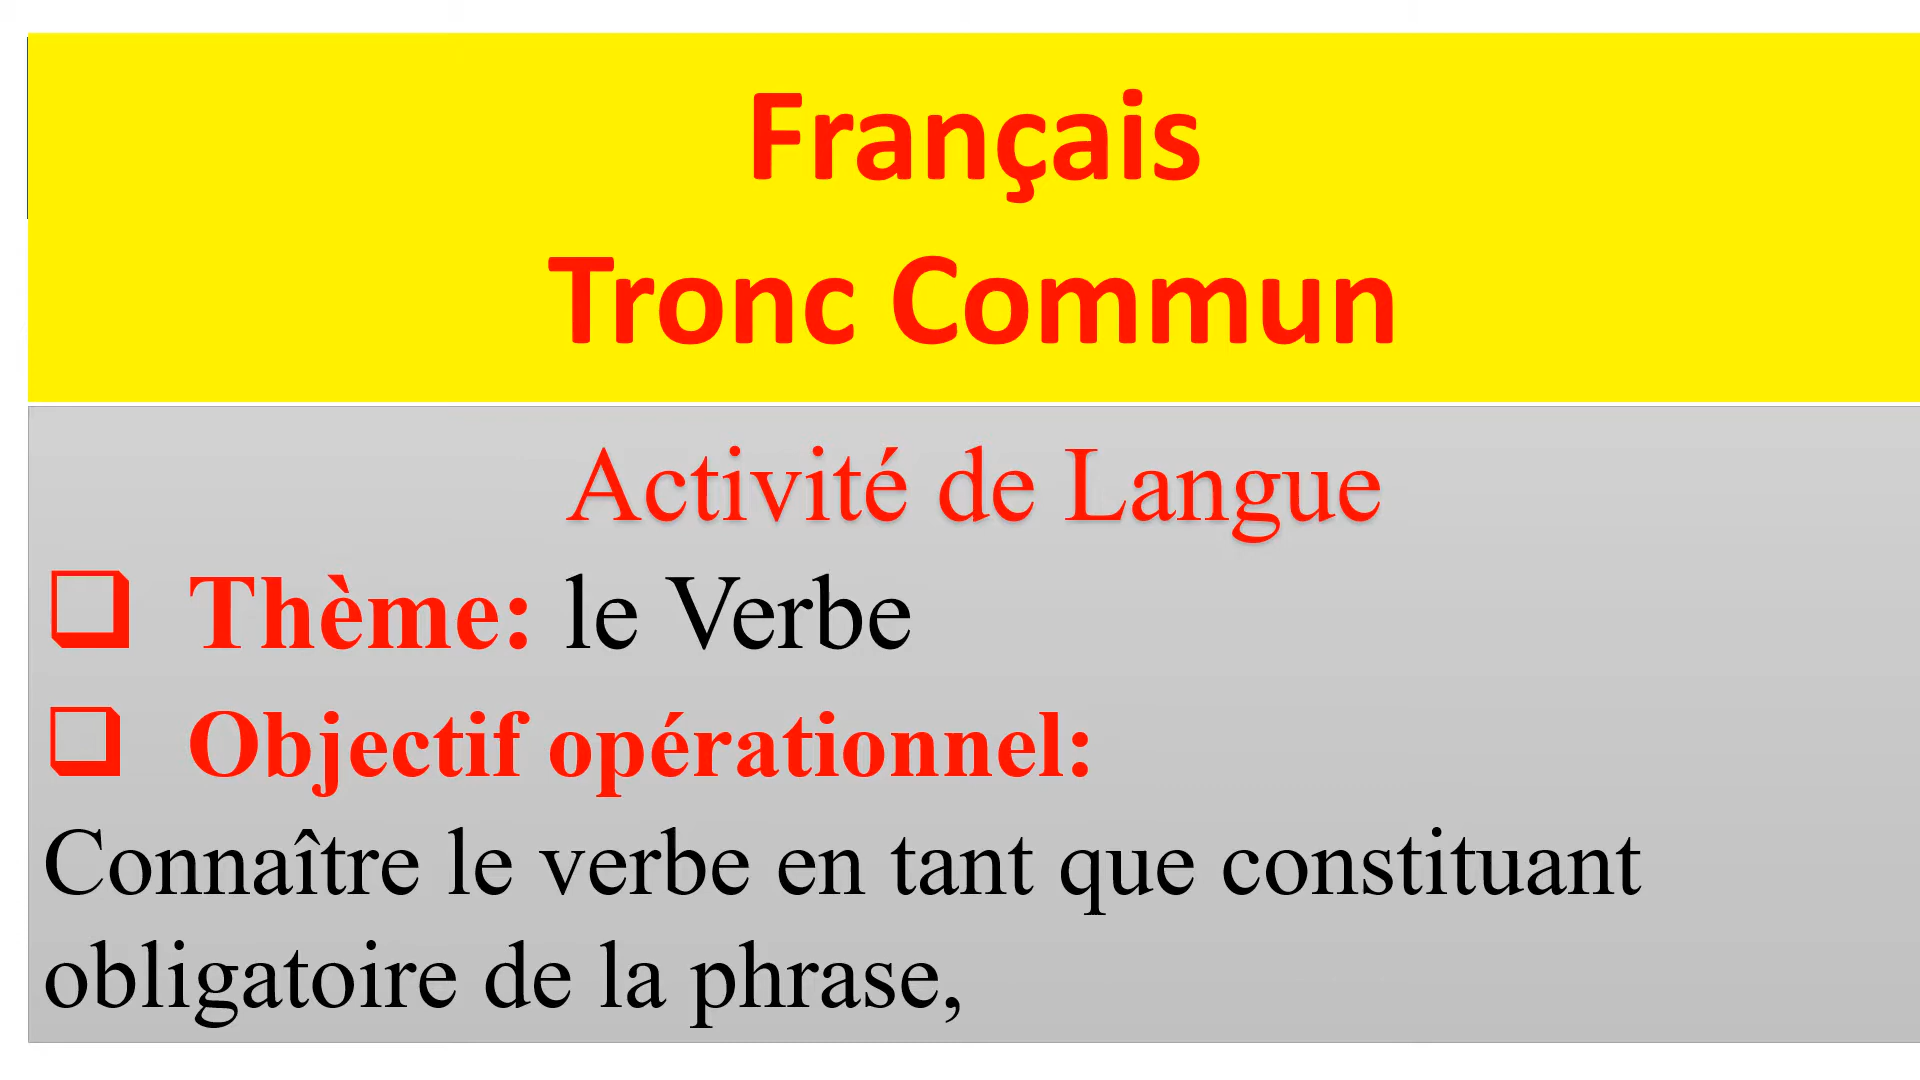 Français
Tronc Commun
Activité de Langue
Thème: le Verbe
Objectif opérationnel:
Connaître le verbe en tant que constituant
obligatoire de la phrase,